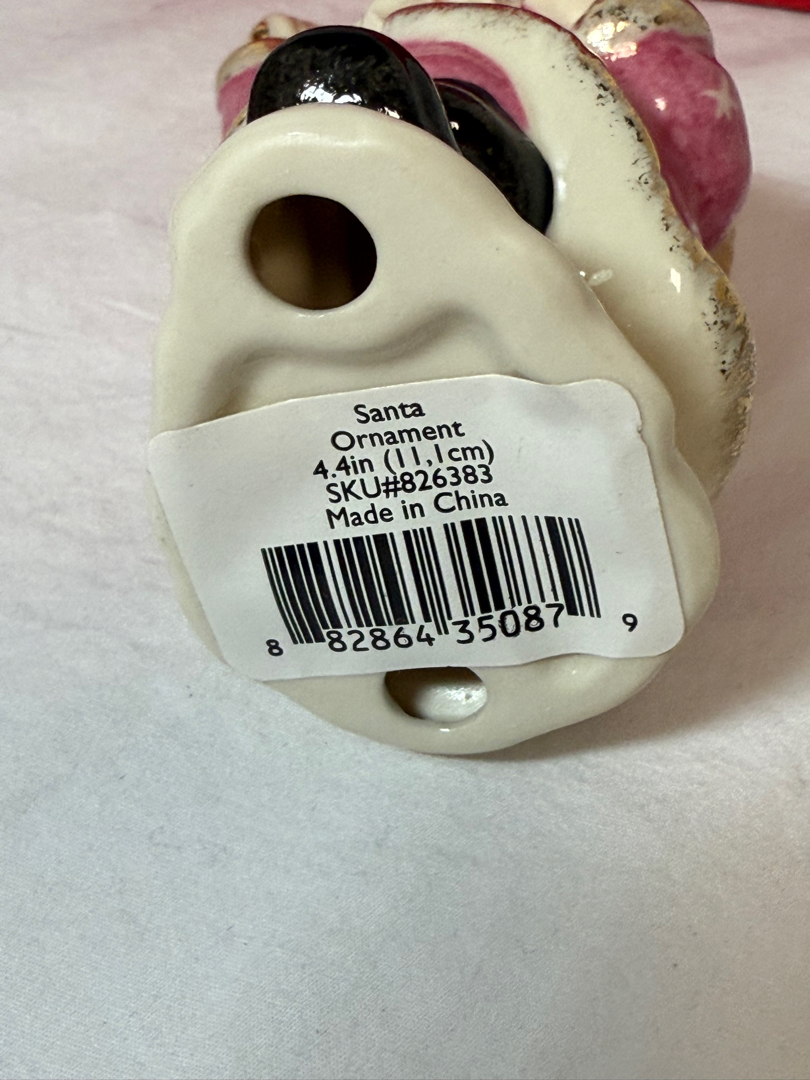 Santa
Ornament
4.4in (11,1cm)
SKU#826383
Made in China
8 82864 35087 9